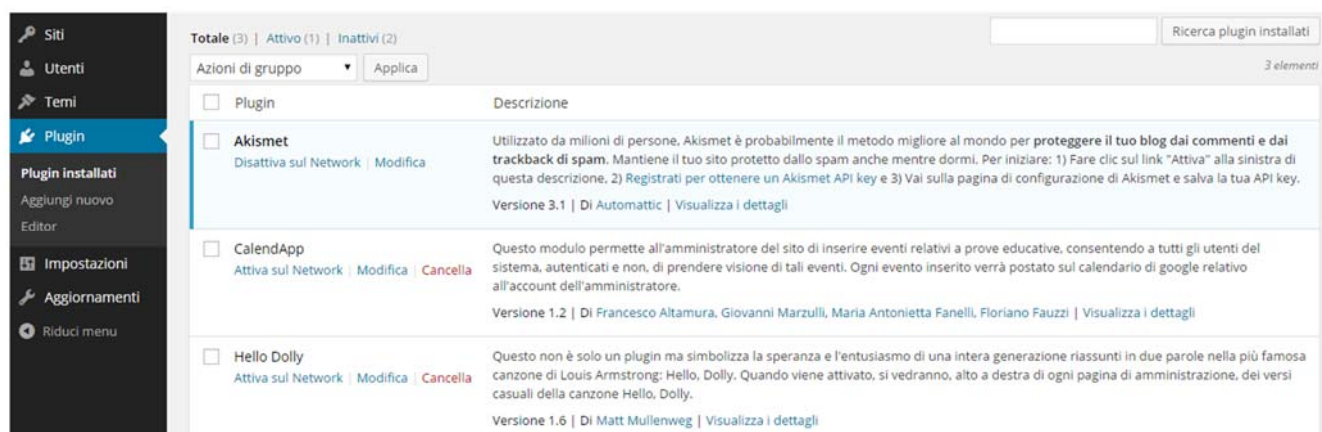 Siti
Utenti
Temi
Plugin
Plugin installati
Aggiungi nuovo
Editor
Impostazioni
Aggiornamenti
Riduci menu
Totale (3) | Attivo (1) | Inattivi (2)
Ricerca plugin installati
Azioni di gruppo
Applica
3 elementi
Plugin
Descrizione
Akismet
Disattiva sul Network | Modifica
Utilizzato da milioni di persone, Akismet è probabilmente il metodo migliore al mondo per proteggere il tuo blog dai commenti e dai
trackback di spam. Mantiene il tuo sito protetto dallo spam anche mentre dormi. Per iniziare: 1) Fare clic sul link "Attiva" alla sinistra di
questa descrizione, 2) Registrati per ottenere un Akismet API key e 3) Vai sulla pagina di configurazione di Akismet e salva la tua API key.
Versione 3.1 | Di Automattic | Visualizza i dettagli
CalendApp
Attiva sul Network | Modifica | Cancella
Questo modulo permette all'amministratore del sito di inserire eventi relativi a prove educative, consentendo a tutti gli utenti del
sistema, autenticati e non, di prendere visione di tali eventi. Ogni evento inserito verrà postato sul calendario di google relativo
all'account dell'amministratore.
Versione 1.2 | Di Francesco Altamura, Giovanni Marzulli, Maria Antonietta Fanelli, Floriano Fauzzi | Visualizza i dettagli
Hello Dolly
Attiva sul Network | Modifica | Cancella
Questo non è solo un plugin ma simbolizza la speranza e l'entusiasmo di una intera generazione riassunti in due parole nella più famosa
canzone di Louis Armstrong: Hello, Dolly. Quando viene attivato, si vedranno, alto a destra di ogni pagina di amministrazione, dei versi
casuali della canzone Hello, Dolly.
Versione 1.6 | Di Matt Mullenweg | Visualizza i dettagli